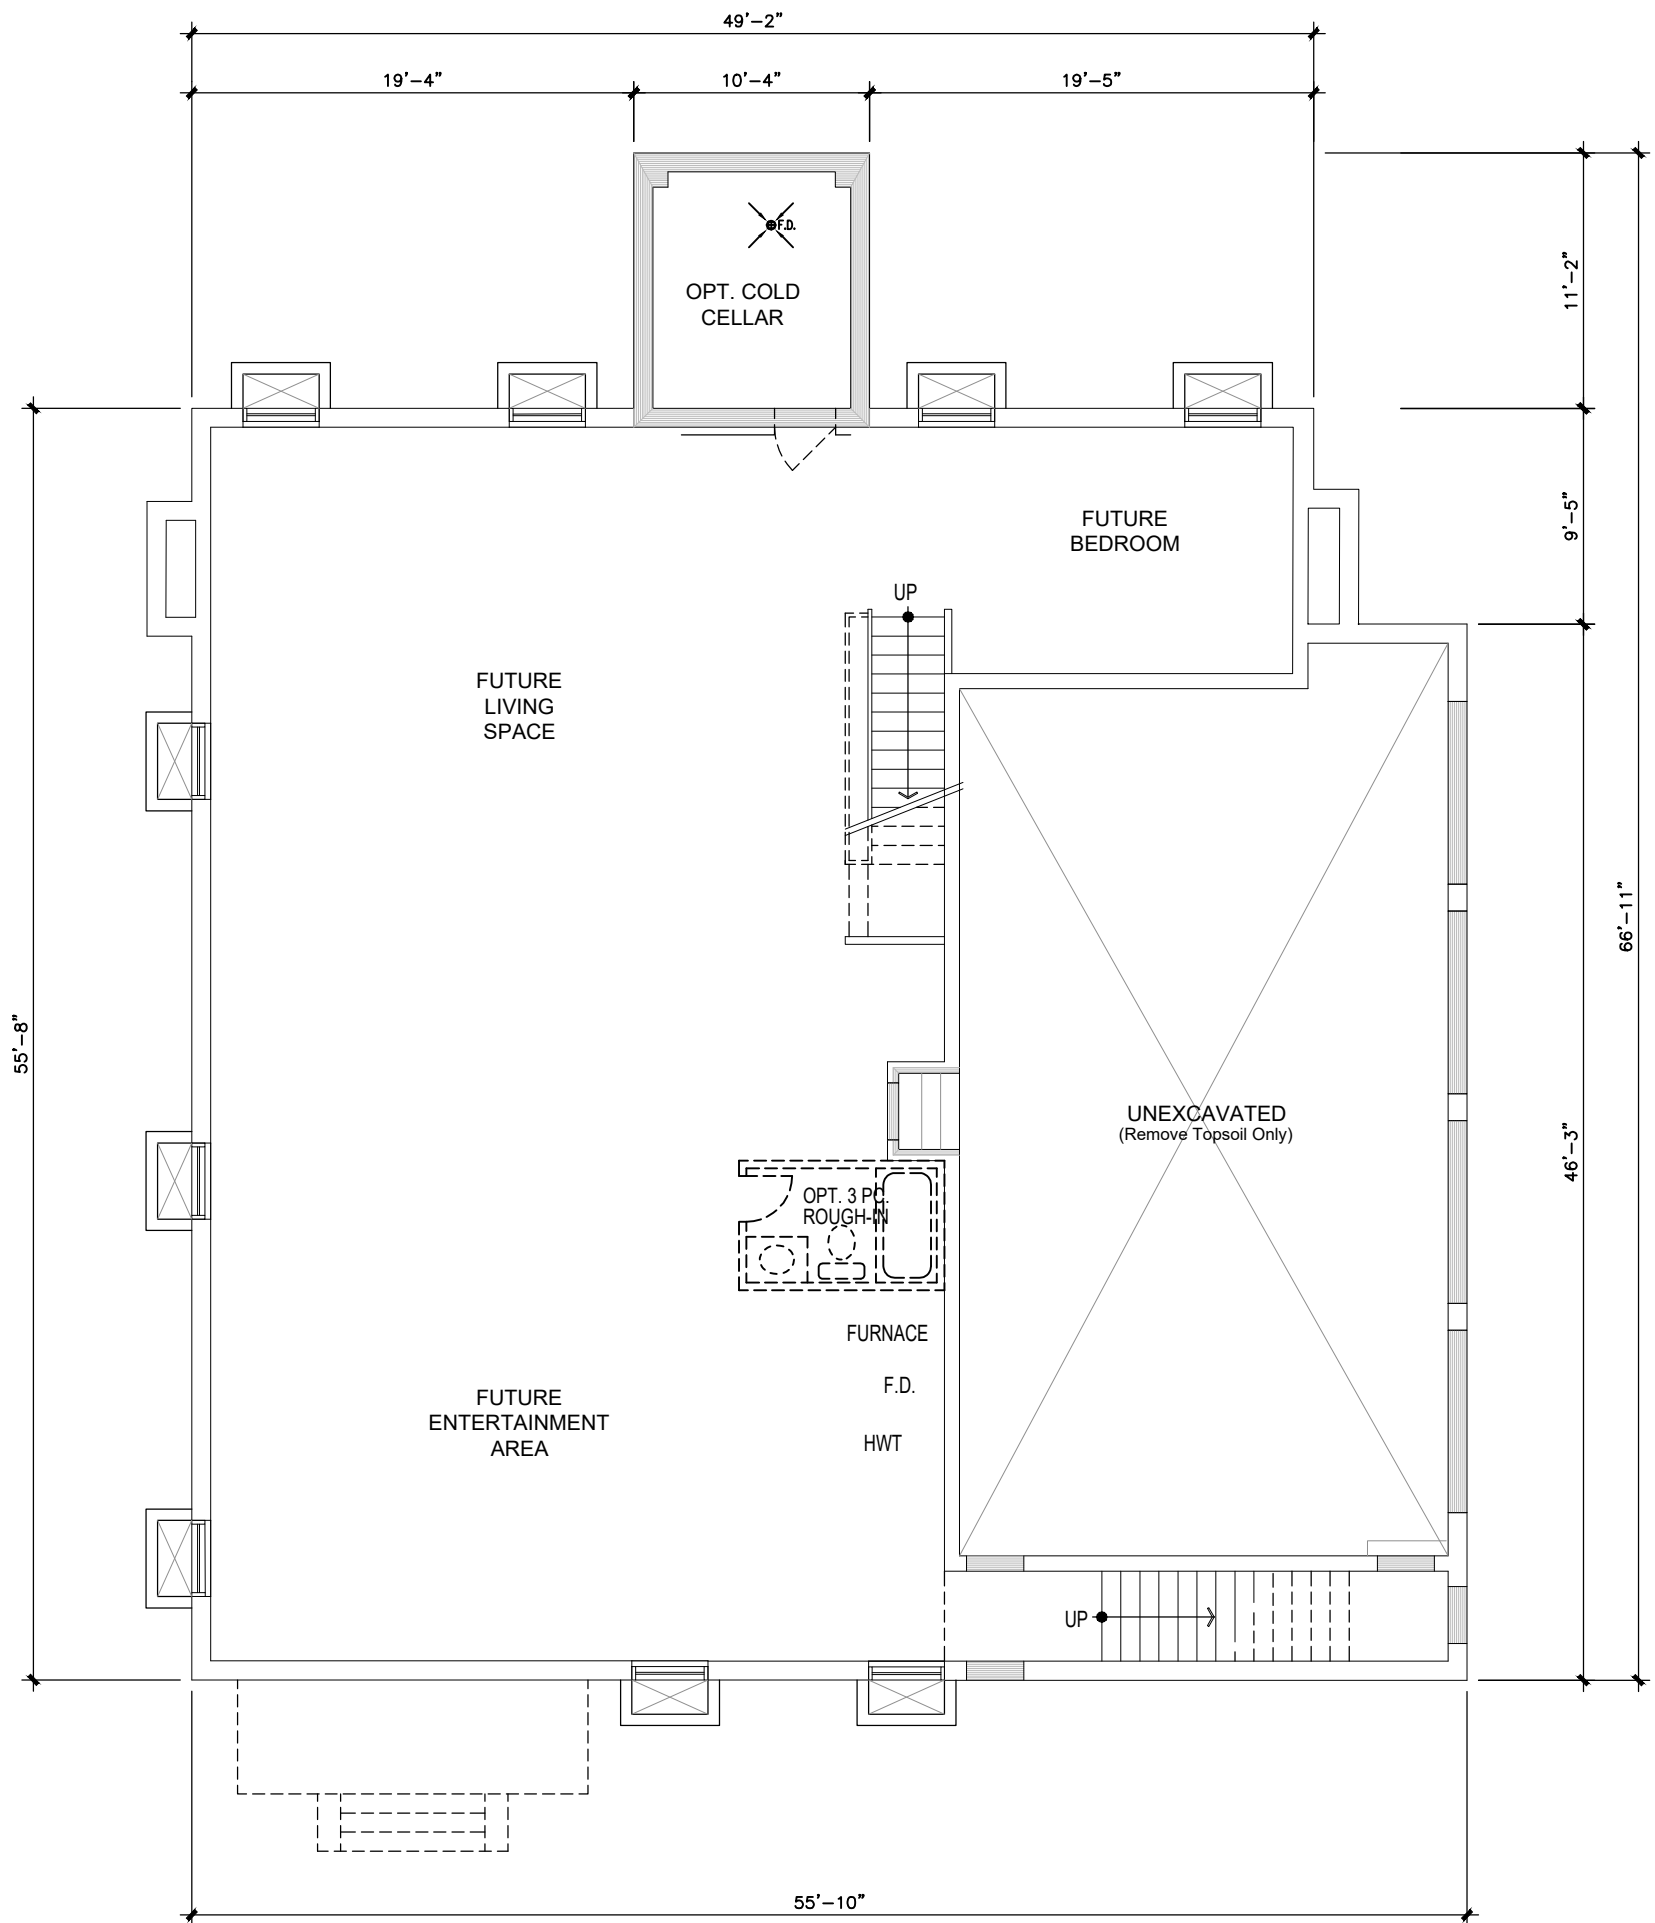 49'-2"
19'-4"
10'-4"
19'-5"
F.D.
OPT. COLD
CELLAR
11'-2"
FUTURE
BEDROOM
9'-5"
UP
FUTURE
LIVING
SPACE
66'-11"
55'-8"
UNEXCAVATED
(Remove Topsoil Only)
46'-3"
OPT. 3 PC.
ROUGH-IN
FURNACE
F.D.
FUTURE
ENTERTAINMENT
AREA
HWT
UP
55'-10"